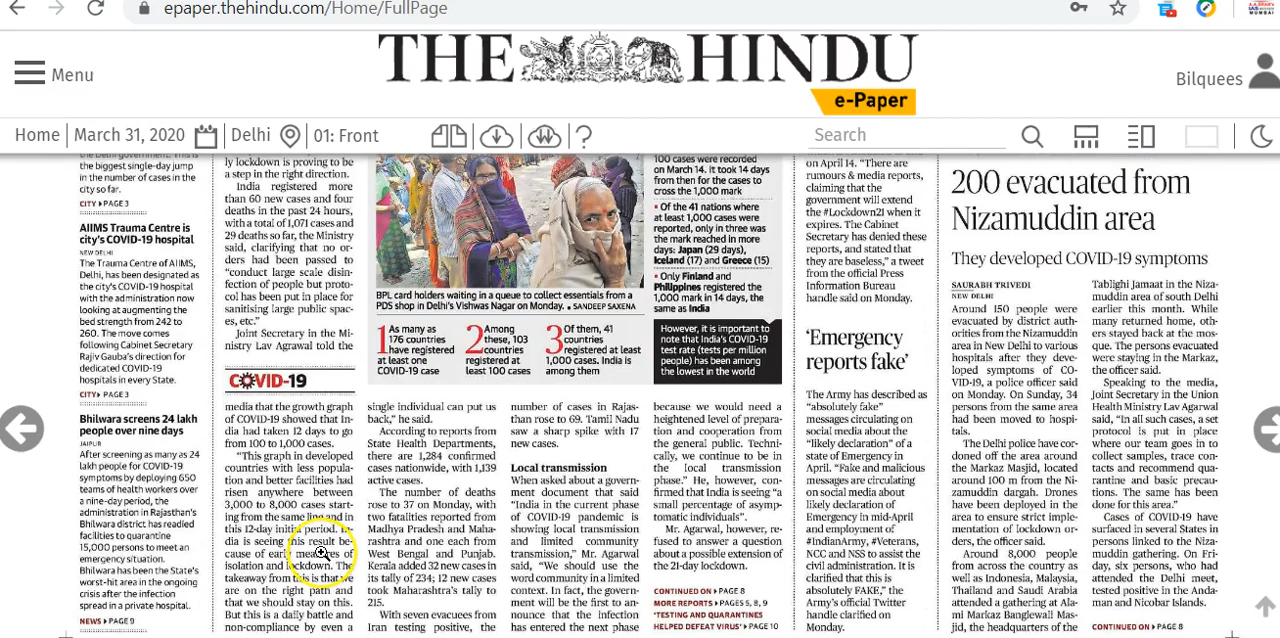 epaper.thehindu.com/Home/FullPage
Menu
THE HINDU
e-Paper
Bilquees
Home
March 31, 2020
Delhi
01: Front
?
Search
the biggest single-day jump
in the number of cases in the
city so far.
CITY ▸ PAGE 3
AIIMS Trauma Centre is
city's COVID-19 hospital
NEW DELHI
The Trauma Centre of AIIMS,
Delhi, has been designated as
the city's COVID-19 hospital
with the administration now
looking at augmenting the
bed strength from 242 to
260. The move comes
following Cabinet Secretary
Rajiv Gauba's direction for
dedicated COVID-19
hospitals in every State.
CITY ▸ PAGE 3
Bhilwara screens 24 lakh
people over nine days
JAIPUR
After screening as many as 24
lakh people for COVID-19
symptoms by deploying 650
teams of health workers over
a nine-day period, the
administration in Rajasthan's
Bhilwara district has readied
facilities to quarantine
15,000 persons to meet an
emergency situation.
Bhilwara has been the State's
worst-hit area in the ongoing
crisis after the infection
spread in a private hospital.
NEWS ▸ PAGE 9
ly lockdown is proving to be
a step in the right direction.
India registered more
than 60 new cases and four
deaths in the past 24 hours,
with a total of 1,071 cases and
29 deaths so far, the Ministry
said, clarifying that no or-
ders had been passed to
"conduct large scale disin-
fection of people but proto-
col has been put in place for
sanitising large public spac-
es, etc."
Joint Secretary in the Mi-
nistry Lav Agrawal told the
COVID-19
media that the growth graph
of COVID-19 showed that In-
dia had taken 12 days to go
from 100 to 1,000 cases.
"This graph in developed
countries with less popula-
tion and better facilities had
risen anywhere between
3,000 to 8,000 cases start-
ing from the same line and in
this 12-day initial period. In-
dia is seeing this result be-
cause of early measures of
isolation and lockdown. The
takeaway from this is that we
are on the right path and
that we should stay on this.
But this is a daily battle and
non-compliance by even a
BPL card holders waiting in a queue to collect essentials from a
PDS shop in Delhi's Vishwas Nagar on Monday. • SANDEEP SAXENA
1 As many as
176 countries
have registered
at least one
COVID-19 case
2 Among
these, 103
countries
registered at
least 100 cases
3 Of them, 41
countries
registered at least
1,000 cases. India is
among them
100 cases were recorded
on March 14. It took 14 days
from then for the cases to
cross the 1,000 mark
• Of the 41 nations where
at least 1,000 cases were
reported, only in three was
the mark reached in more
days: Japan (29 days),
Iceland (17) and Greece (15)
• Only Finland and
Philippines registered the
1,000 mark in 14 days, the
same as India
However, it is important to
note that India's COVID-19
test rate (tests per million
people) has been among
the lowest in the world
single individual can put us
back," he said.
According to reports from
State Health Departments,
there are 1,284 confirmed
cases nationwide, with 1,139
active cases.
The number of deaths
rose to 37 on Monday, with
two fatalities reported from
Madhya Pradesh and Maha-
rashtra and one each from
West Bengal and Punjab.
Kerala added 32 new cases in
its tally of 234; 12 new cases
took Maharashtra's tally to
215.
With seven evacuees from
Iran testing positive, the
number of cases in Rajas-
than rose to 69. Tamil Nadu
saw a sharp spike with 17
new cases.
Local transmission
When asked about a govern-
ment document that said
"India in the current phase
of COVID-19 pandemic is
showing local transmission
and limited community
transmission," Mr. Agarwal
said, "We should use the
word community in a limited
context. In fact, the govern-
ment will be the first to an-
nounce that the infection
has entered the next phase
because we would need a
heightened level of prepara-
tion and cooperation from
the general public. Techni-
cally, we continue to be in
the local transmission
phase." He, however, con-
firmed that India is seeing "a
small percentage of asymp-
tomatic individuals".
Mr. Agarwal, however, re-
fused to answer a question
about a possible extension of
the 21-day lockdown.
CONTINUED ON ▸ PAGE 8
MORE REPORTS ▸ PAGES 5, 8, 9
'TESTING AND QUARANTINES
HELPED DEFEAT VIRUS' ▸ PAGE 10
on April 14. "There are
rumours & media reports,
claiming that the
government will extend
the #Lockdown21 when it
expires. The Cabinet
Secretary has denied these
reports, and stated that
they are baseless," a tweet
from the official Press
Information Bureau
handle said on Monday.
'Emergency
reports fake'
The Army has described as
"absolutely fake"
messages circulating on
social media about the
"likely declaration" of a
state of Emergency in
April. "Fake and malicious
messages are circulating
on social media about
likely declaration of
Emergency in mid-April
and employment of
#IndianArmy, #Veterans,
NCC and NSS to assist the
civil administration. It is
clarified that this is
absolutely FAKE," the
Army's official Twitter
handle clarified on
Monday.
200 evacuated from
Nizamuddin area
They developed COVID-19 symptoms
SAURABH TRIVEDI
NEW DELHI
Around 150 people were
evacuated by district auth-
orities from the Nizamuddin
area in New Delhi to various
hospitals after they deve-
loped symptoms of CO-
VID-19, a police officer said
on Monday. On Sunday, 34
persons from the same area
had been moved to hospi-
tals.
The Delhi police have cor-
doned off the area around
the Markaz Masjid, located
around 100 m from the Ni-
zamuddin dargah. Drones
have been deployed in the
area to ensure strict imple-
mentation of lockdown or-
ders, the officer said.
Around 8,000 people
from across the country as
well as Indonesia, Malaysia,
Thailand and Saudi Arabia
attended a gathering at Ala-
mi Markaz Banglewali Mas-
jid, the headquarters of the
Tablighi Jamaat in the Niza-
muddin area of south Delhi
earlier this month. While
many returned home, oth-
ers stayed back at the mos-
que. The persons evacuated
were staying in the Markaz,
the officer said.
Speaking to the media,
Joint Secretary in the Union
Health Ministry Lav Agarwal
said, "In all such cases, a set
protocol is put in place
where our team goes in to
collect samples, trace con-
tacts and recommend qua-
rantine and basic precau-
tions. The same has been
done for this area."
Cases of COVID-19 have
surfaced in several States in
persons linked to the Niza-
muddin gathering. On Fri-
day, six persons, who had
attended the Delhi meet,
tested positive in the Anda-
man and Nicobar Islands.
CONTINUED ON ▸ PAGE 8